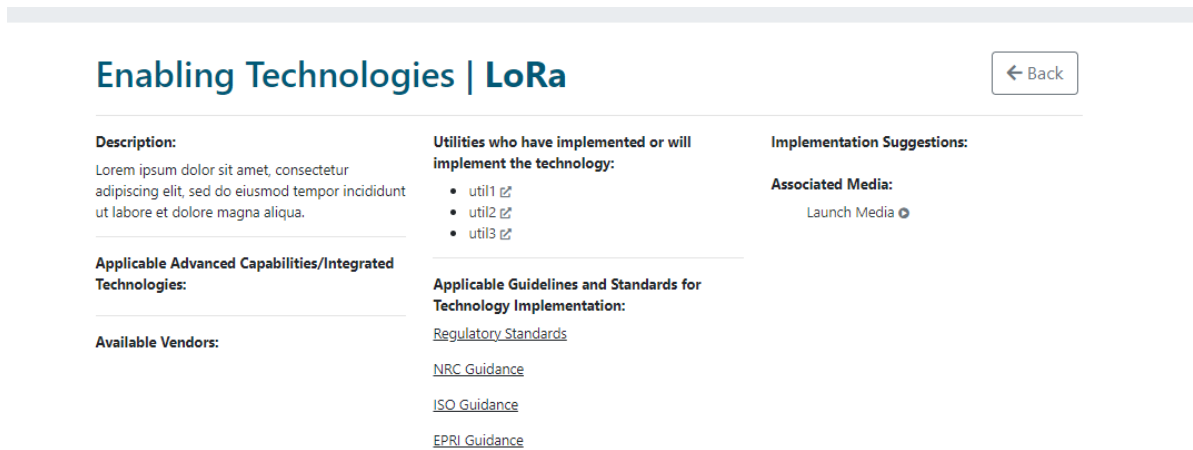 Enabling Technologies | LoRa
Back
Description:
Lorem ipsum dolor sit amet, consectetur
adipiscing elit, sed do eiusmod tempor incididunt
ut labore et dolore magna aliqua.
Applicable Advanced Capabilities/Integrated
Technologies:
Available Vendors:
Utilities who have implemented or will
implement the technology:
util1
util2
util3
Applicable Guidelines and Standards for
Technology Implementation:
Regulatory Standards
NRC Guidance
ISO Guidance
EPRI Guidance
Implementation Suggestions:
Associated Media:
Launch Media